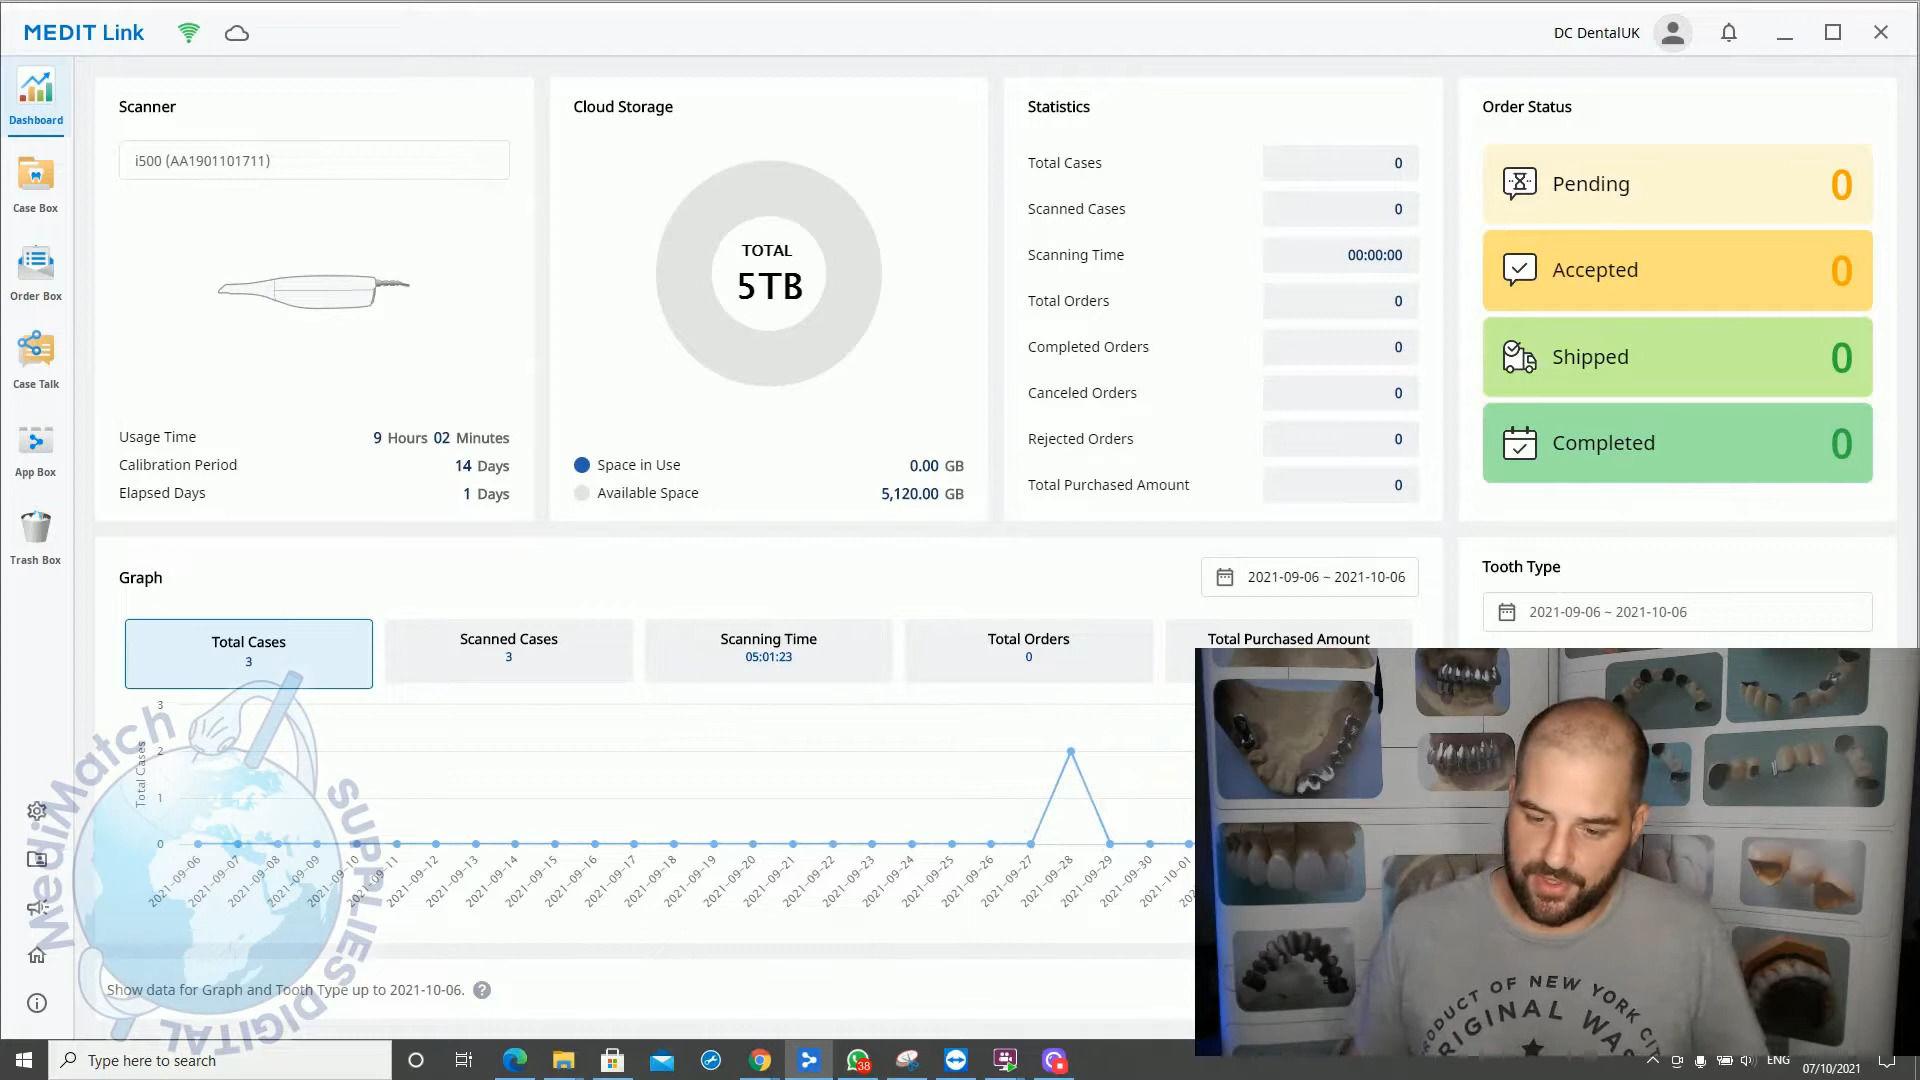 MEDIT Link
DC DentalUK
Dashboard
Case Box
Order Box
Case Talk
App Box
Trash Box
Scanner
i500 (AA1901101711)
Usage Time 9 Hours 02 Minutes
Calibration Period 14 Days
Elapsed Days 1 Days
Cloud Storage
TOTAL
5TB
Space in Use 0.00 GB
Available Space 5,120.00 GB
Statistics
Total Cases 0
Scanned Cases 0
Scanning Time 00:00:00
Total Orders 0
Completed Orders 0
Canceled Orders 0
Rejected Orders 0
Total Purchased Amount 0
Order Status
Pending 0
Accepted 0
Shipped 0
Completed 0
Graph
2021-09-06 ~ 2021-10-06
Total Cases
3
Scanned Cases
3
Scanning Time
05:01:23
Total Orders
0
Total Purchased Amount
Total Cases
3
2
1
0
2021-09-06
2021-09-07
2021-09-08
2021-09-09
2021-09-10
2021-09-11
2021-09-12
2021-09-13
2021-09-14
2021-09-15
2021-09-16
2021-09-17
2021-09-18
2021-09-19
2021-09-20
2021-09-21
2021-09-22
2021-09-23
2021-09-24
2021-09-25
2021-09-26
2021-09-27
2021-09-28
2021-09-29
2021-09-30
2021-10-01
Show data for Graph and Tooth Type up to 2021-10-06.
Tooth Type
2021-09-06 ~ 2021-10-06
MediMatch
DIGITAL
SUPPLIES
PRODUCT OF NEW YORK CITY
ORIGINAL WA
Type here to search
38
ENG
07/10/2021